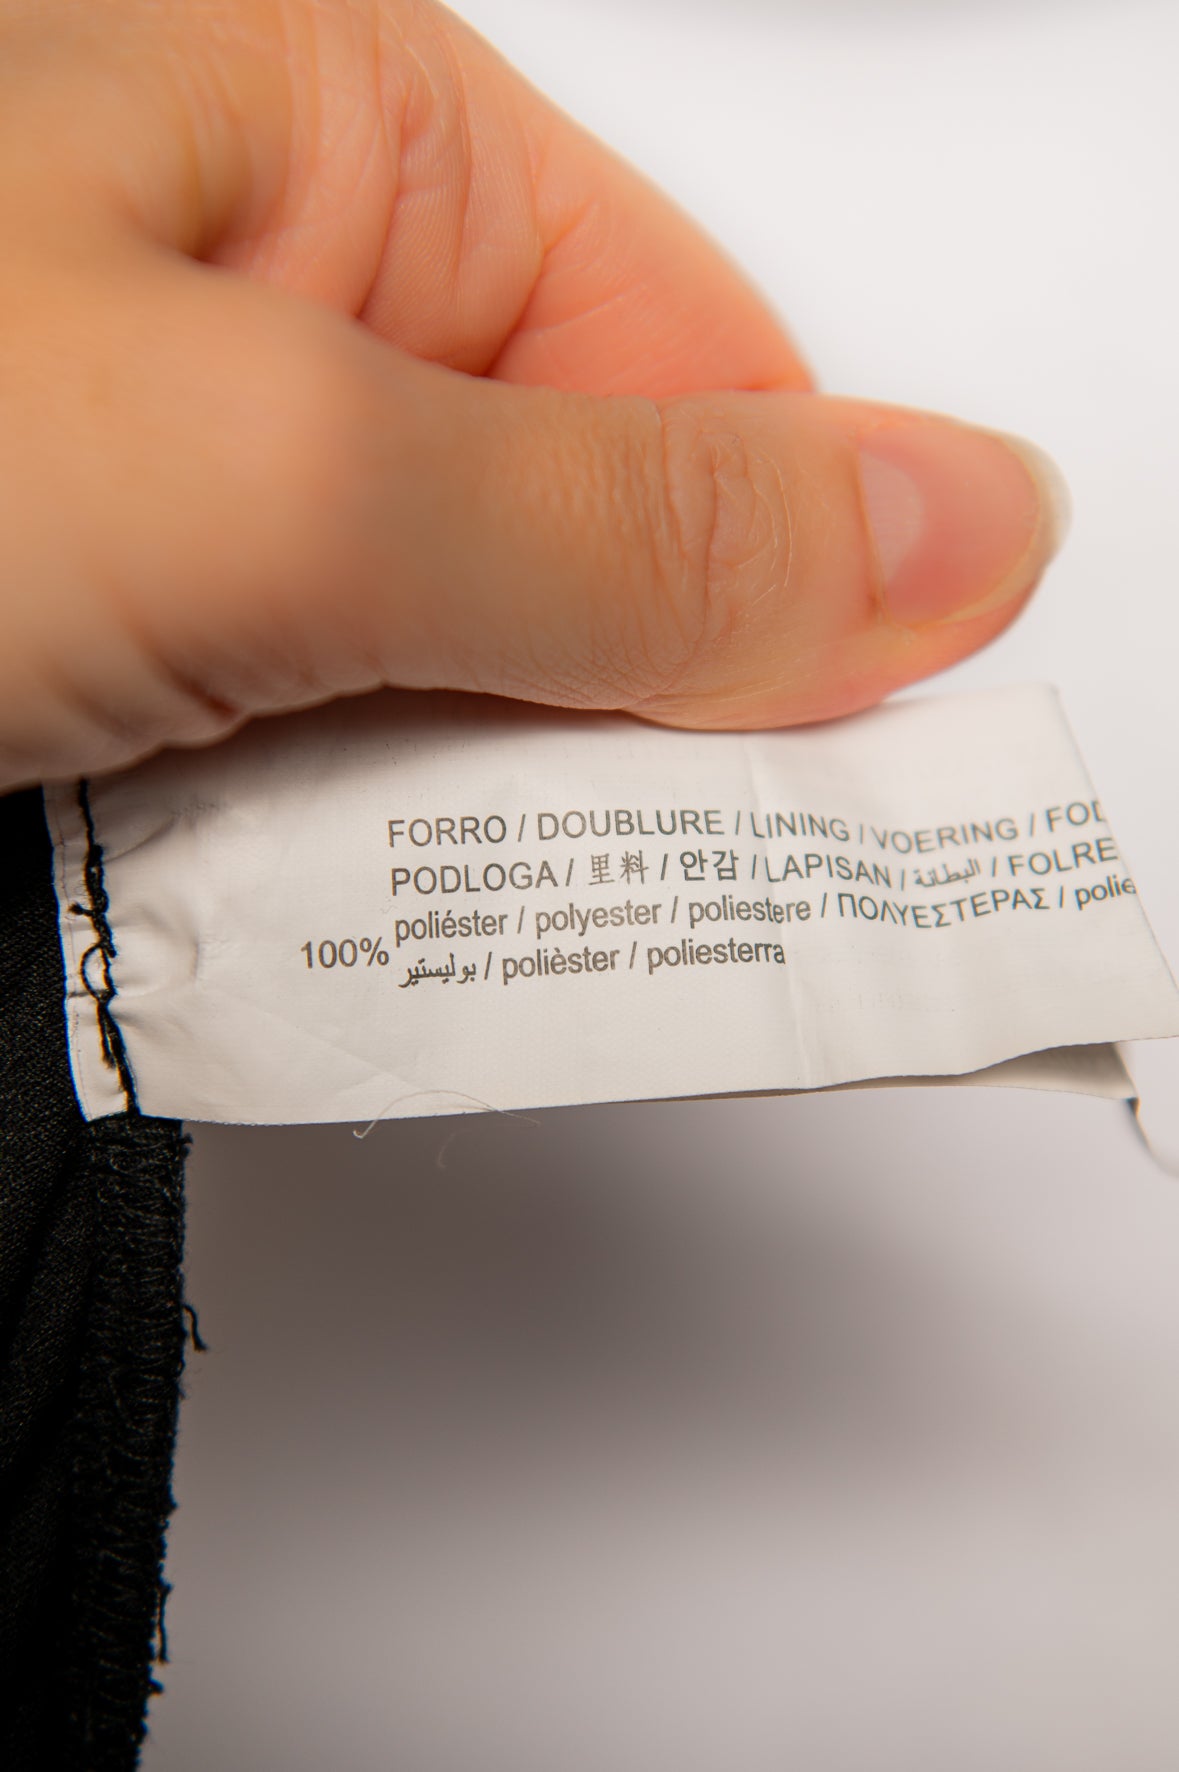 FORRO / DOUBLURE / LINING / VOERING /
PODLOGA / 里料 / 안감 / LAPISAN / البطانة / FOLRE
100% poliéster / polyester / poliestere / ΠΟΛΥΕΣΤΕΡΑΣ /
بوليستير / polièster / poliesterra